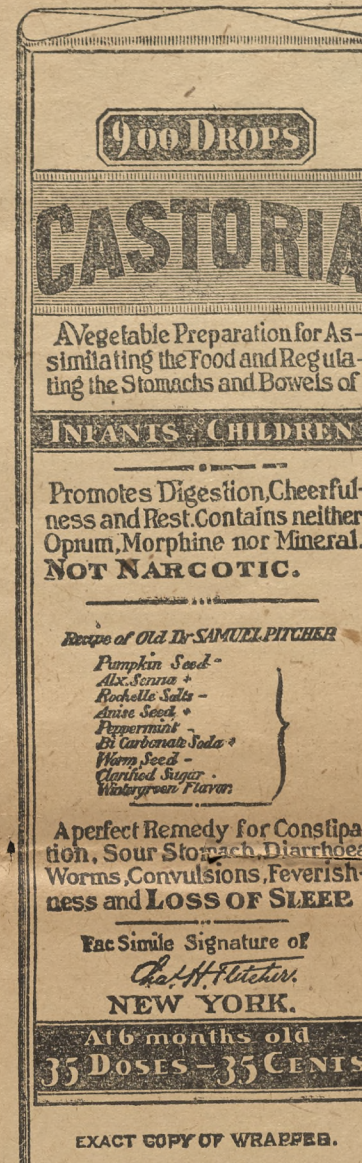 900 DROPS
CASTORIA
A Vegetable Preparation for As-
similating the Food and Regula-
ting the Stomachs and Bowels of
INFANTS CHILDREN
Promotes Digestion, Cheerful-
ness and Rest. Contains neither
Opium, Morphine nor Mineral.
NOT NARCOTIC.
Recipe of Old Dr SAMUEL PITCHER
Pumpkin Seed -
Alx. Senna +
Rochelle Salts -
Anise Seed +
Peppermint -
Bi Carbonate Soda +
Worm Seed -
Clarified Sugar .
Wintergreen Flavor.
A perfect Remedy for Constipa
tion, Sour Stomach, Diarrhoea
Worms, Convulsions, Feverish-
ness and LOSS OF SLEEP.
Fac Simile Signature of
Chas. H. Fletcher.
NEW YORK.
At 6 months old
35 DOSES - 35 CENTS
EXACT COPY OF WRAPPER.